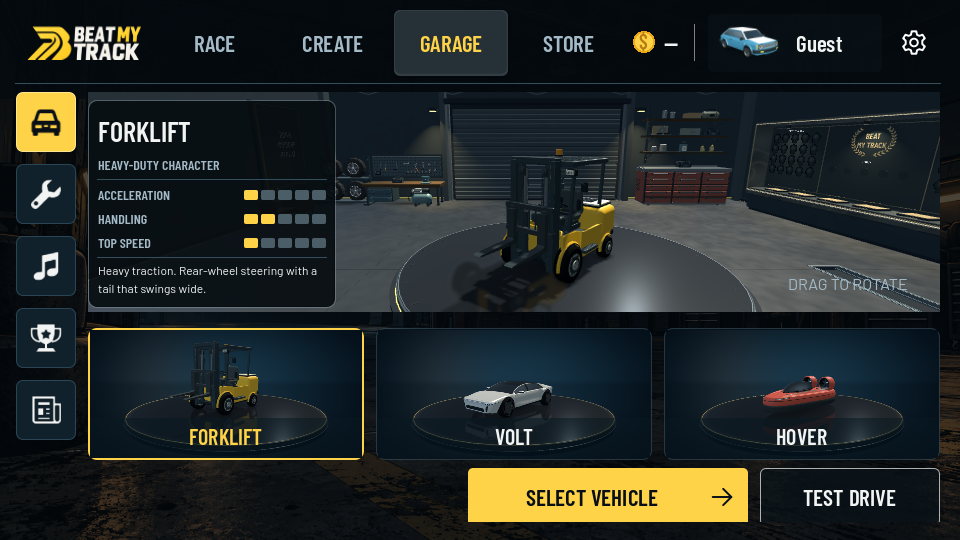 BEAT MY
TRACK
RACE
CREATE
GARAGE
STORE
$ –
Guest
FORKLIFT
HEAVY-DUTY CHARACTER
ACCELERATION
HANDLING
TOP SPEED
Heavy traction. Rear-wheel steering with a
tail that swings wide.
BEAT
MY TRACK
DRAG TO ROTATE
FORKLIFT
VOLT
HOVER
SELECT VEHICLE
TEST DRIVE